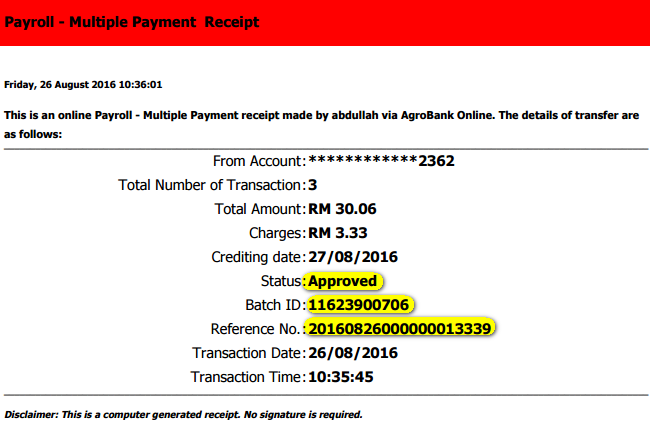 Payroll - Multiple Payment Receipt
Friday, 26 August 2016 10:36:01
This is an online Payroll - Multiple Payment receipt made by abdullah via AgroBank Online. The details of transfer are
as follows:
From Account: ************2362
Total Number of Transaction: 3
Total Amount: RM 30.06
Charges: RM 3.33
Crediting date: 27/08/2016
Status: Approved
Batch ID: 11623900706
Reference No.: 20160826000000013339
Transaction Date: 26/08/2016
Transaction Time: 10:35:45
Disclaimer: This is a computer generated receipt. No signature is required.